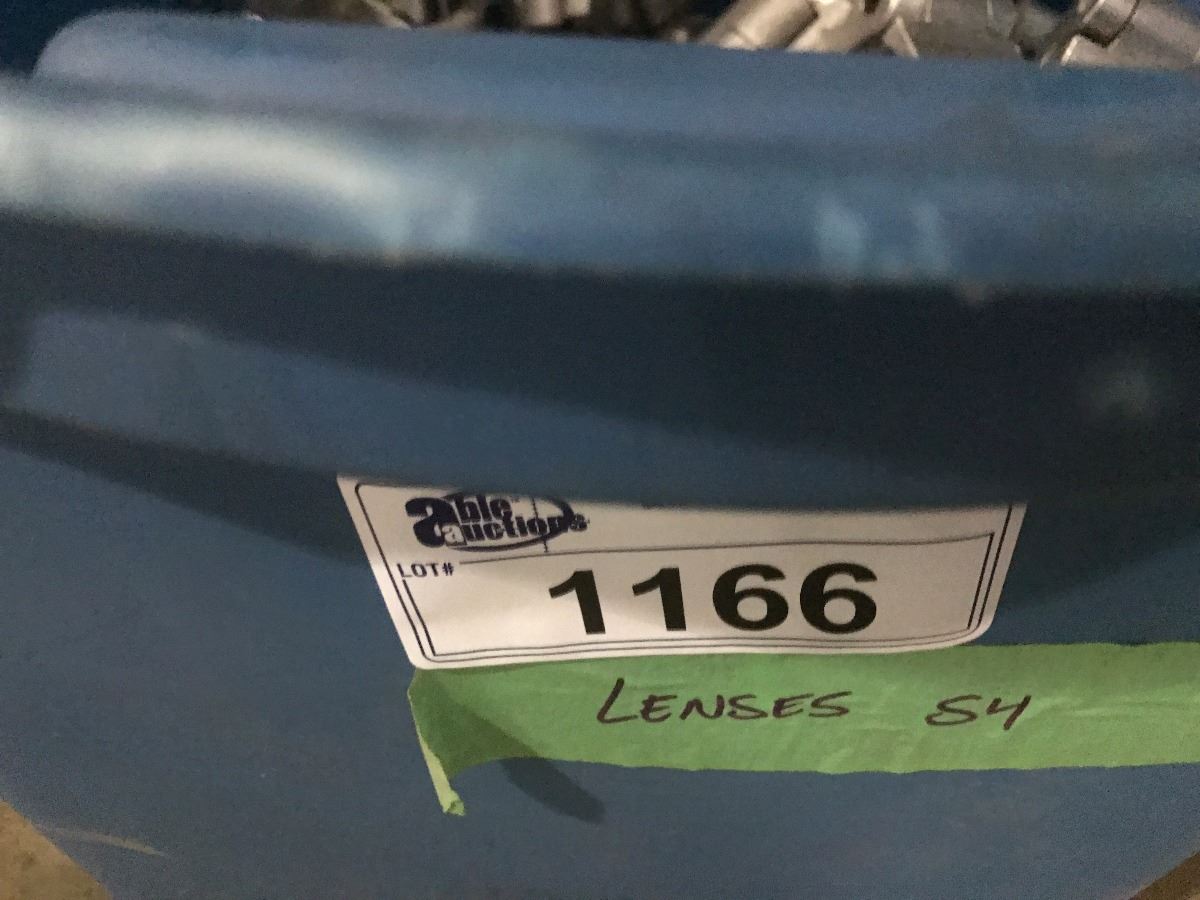 able
auctions
LOT#
1166
LENSES S4